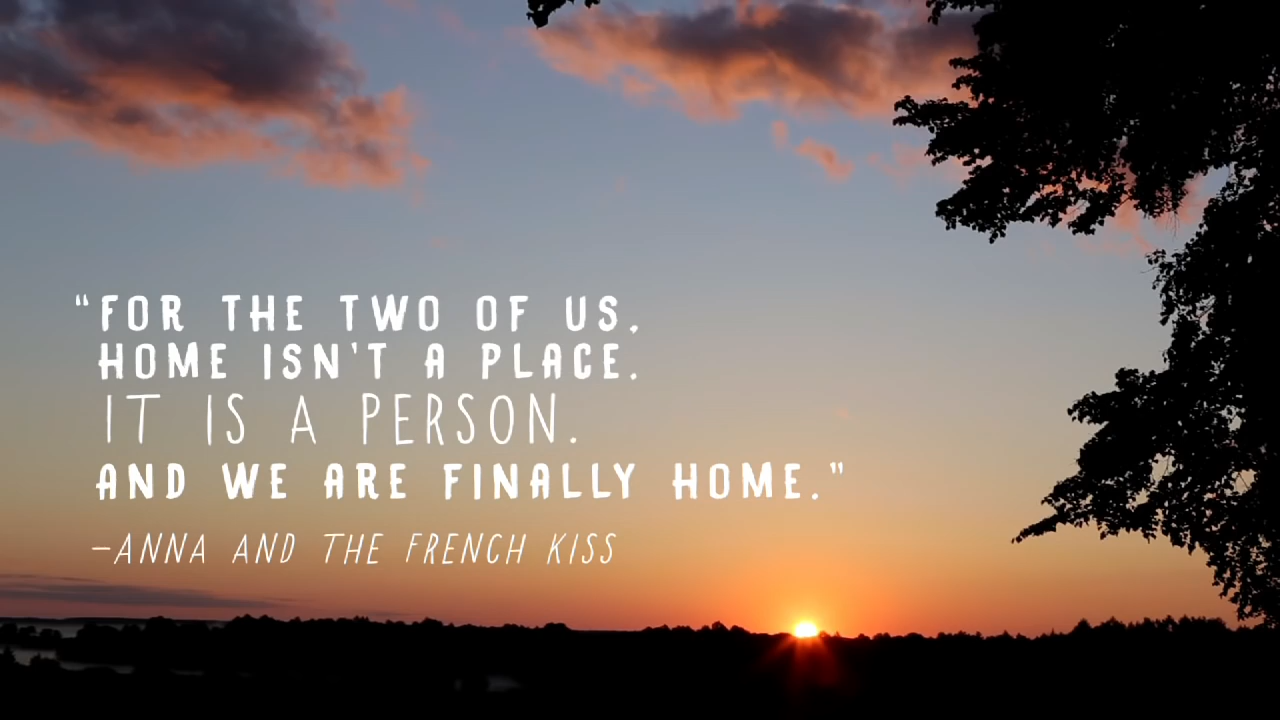 “FOR THE TWO OF US,
HOME ISN'T A PLACE.
IT IS A PERSON.
AND WE ARE FINALLY HOME."
–ANNA AND THE FRENCH KISS